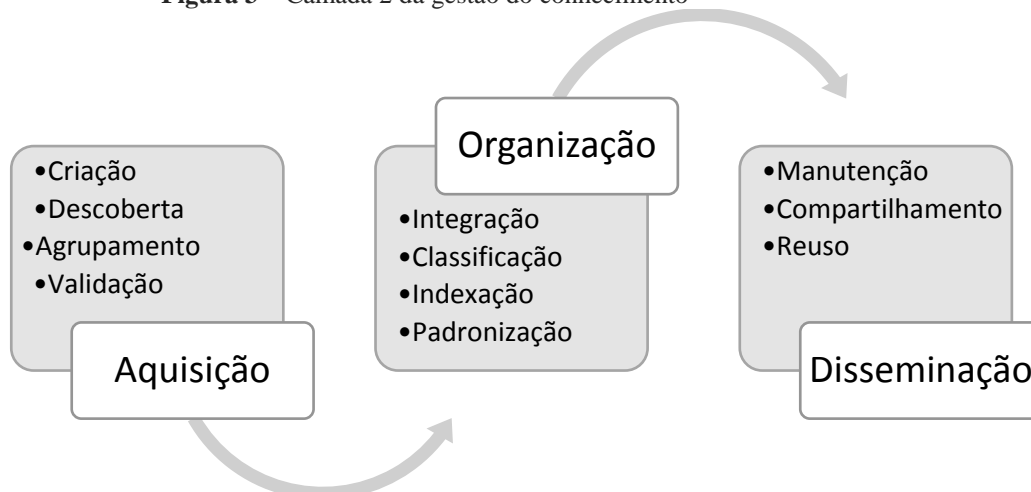 Figura 3 – Camada 2 da gestão do conhecimento
•Criação
•Descoberta
•Agrupamento
•Validação
Aquisição
Organização
•Integração
•Classificação
•Indexação
•Padronização
•Manutenção
•Compartilhamento
•Reuso
Disseminação